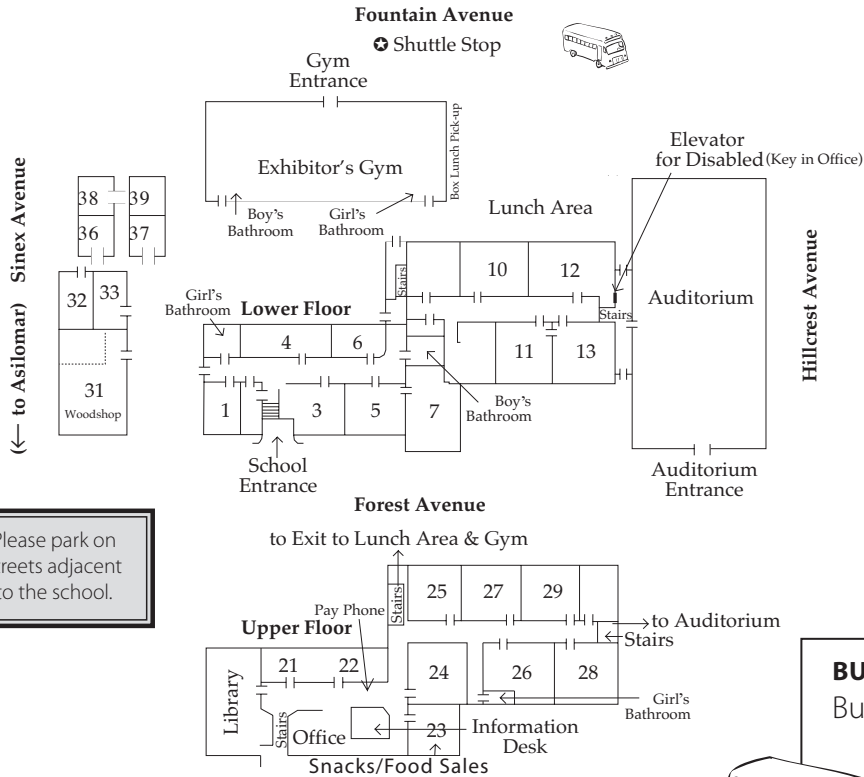 Fountain Avenue
✪ Shuttle Stop
Gym
Entrance
Exhibitor's Gym
Box Lunch Pick-up
Boy's
Bathroom
Girl's
Bathroom
Lunch Area
Elevator
for Disabled (Key in Office)
Sinex Avenue
(← to Asilomar)
38
39
36
37
32
33
31
Woodshop
Girl's
Bathroom
Lower Floor
Stairs
10
12
Stairs
Auditorium
Hillcrest Avenue
4
6
11
13
1
3
5
7
Boy's
Bathroom
School
Entrance
Auditorium
Entrance
Forest Avenue
Please park on
streets adjacent
to the school.
to Exit to Lunch Area & Gym
Pay Phone
Stairs
25
27
29
to Auditorium
Stairs
Upper Floor
21
22
24
26
28
Library
Stairs
Office
23
Information
Desk
Girl's
Bathroom
Snacks/Food Sales
BU
Bu